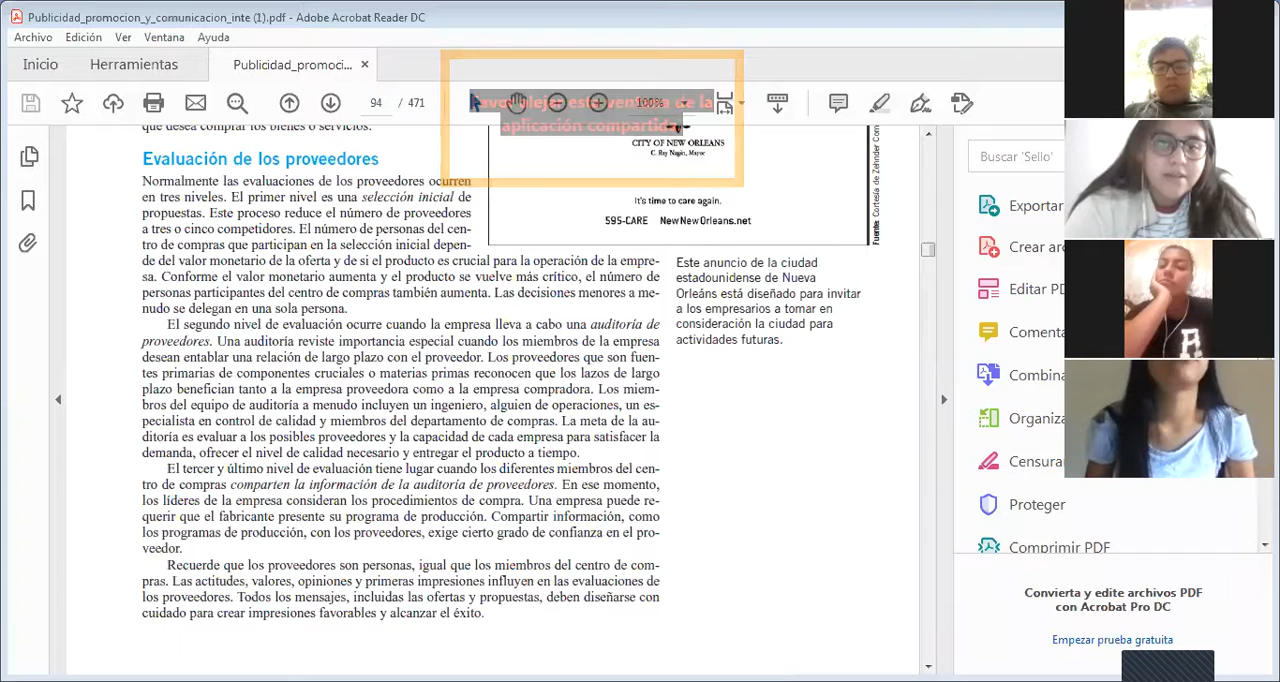 Publicidad_promocion_y_comunicacion_inte (1).pdf - Adobe Acrobat Reader DC
Archivo Edición Ver Ventana Ayuda
Inicio Herramientas Publicidad_promoci... ×
94 / 471 100%
favor alejar esta ventana de la
aplicación compartida
que desea comprar los bienes o servicios.
Evaluación de los proveedores
Normalmente las evaluaciones de los proveedores ocurren
en tres niveles. El primer nivel es una selección inicial de
propuestas. Este proceso reduce el número de proveedores
a tres o cinco competidores. El número de personas del cen-
tro de compras que participan en la selección inicial depen-
de del valor monetario de la oferta y de si el producto es crucial para la operación de la empre-
sa. Conforme el valor monetario aumenta y el producto se vuelve más crítico, el número de
personas participantes del centro de compras también aumenta. Las decisiones menores a me-
nudo se delegan en una sola persona.
El segundo nivel de evaluación ocurre cuando la empresa lleva a cabo una auditoría de
proveedores. Una auditoría reviste importancia especial cuando los miembros de la empresa
desean entablar una relación de largo plazo con el proveedor. Los proveedores que son fuen-
tes primarias de componentes cruciales o materias primas reconocen que los lazos de largo
plazo benefician tanto a la empresa proveedora como a la empresa compradora. Los miem-
bros del equipo de auditoría a menudo incluyen un ingeniero, alguien de operaciones, un es-
pecialista en control de calidad y miembros del departamento de compras. La meta de la au-
ditoría es evaluar a los posibles proveedores y la capacidad de cada empresa para satisfacer la
demanda, ofrecer el nivel de calidad necesario y entregar el producto a tiempo.
El tercer y último nivel de evaluación tiene lugar cuando los diferentes miembros del cen-
tro de compras comparten la información de la auditoría de proveedores. En ese momento,
los líderes de la empresa consideran los procedimientos de compra. Una empresa puede re-
querir que el fabricante presente su programa de producción. Compartir información, como
los programas de producción, con los proveedores, exige cierto grado de confianza en el pro-
veedor.
Recuerde que los proveedores son personas, igual que los miembros del centro de com-
pras. Las actitudes, valores, opiniones y primeras impresiones influyen en las evaluaciones de
los proveedores. Todos los mensajes, incluidas las ofertas y propuestas, deben diseñarse con
cuidado para crear impresiones favorables y alcanzar el éxito.
CITY OF NEW ORLEANS
C. Ray Nagin, Mayor
It's time to care again.
595-CARE NewNewOrleans.net
Fuente: Cortesía de Zehnder Com
Este anuncio de la ciudad
estadounidense de Nueva
Orleáns está diseñado para invitar
a los empresarios a tomar en
consideración la ciudad para
actividades futuras.
Buscar 'Sello'
Exportar
Crear arc
Editar PD
Comenta
Combina
Organiza
Censurar
Proteger
Comprimir PDF
Convierta y edite archivos PDF
con Acrobat Pro DC
Empezar prueba gratuita
R